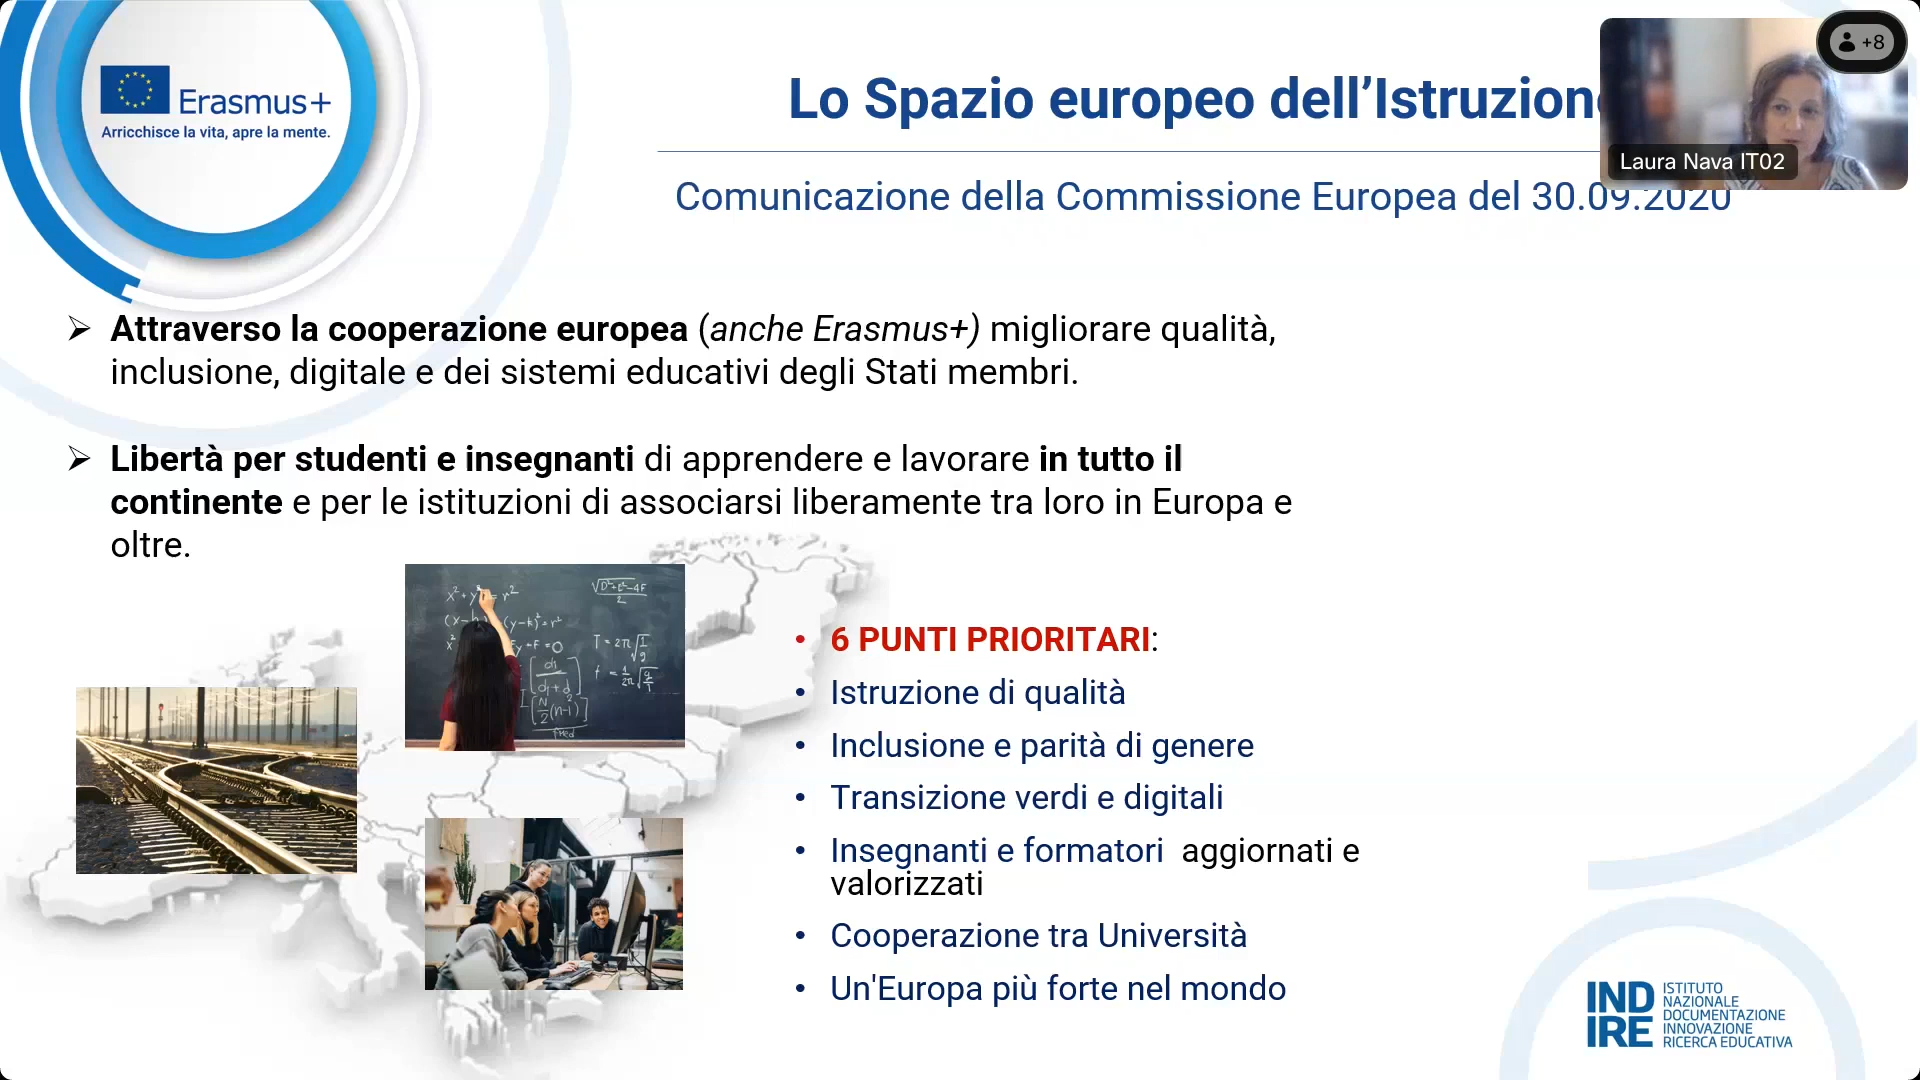 Erasmus+
Arricchisce la vita, apre la mente.
Lo Spazio europeo dell'Istruzion
+8
Laura Nava IT02
Comunicazione della Commissione Europea del 30.09.2020
➢ Attraverso la cooperazione europea (anche Erasmus+) migliorare qualità,
inclusione, digitale e dei sistemi educativi degli Stati membri.
➢ Libertà per studenti e insegnanti di apprendere e lavorare in tutto il
continente e per le istituzioni di associarsi liberamente tra loro in Europa e
oltre.
• 6 PUNTI PRIORITARI:
• Istruzione di qualità
• Inclusione e parità di genere
• Transizione verdi e digitali
• Insegnanti e formatori aggiornati e
valorizzati
• Cooperazione tra Università
• Un'Europa più forte nel mondo
IND
IRE
ISTITUTO
NAZIONALE
DOCUMENTAZIONE
INNOVAZIONE
RICERCA EDUCATIVA